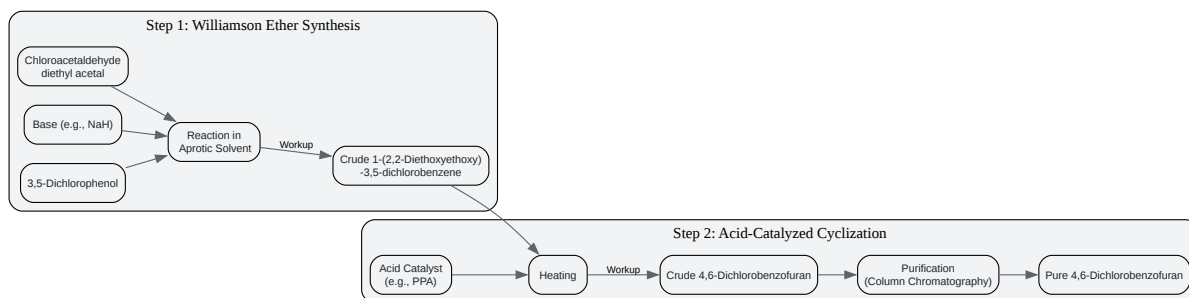 Step 1: Williamson Ether Synthesis
Chloroacetaldehyde
diethyl acetal
Base (e.g., NaH)
3,5-Dichlorophenol
Reaction in
Aprotic Solvent
Workup
Crude 1-(2,2-Diethoxyethoxy)
-3,5-dichlorobenzene
Step 2: Acid-Catalyzed Cyclization
Acid Catalyst
(e.g., PPA)
Heating
Workup
Crude 4,6-Dichlorobenzofuran
Purification
(Column Chromatography)
Pure 4,6-Dichlorobenzofuran